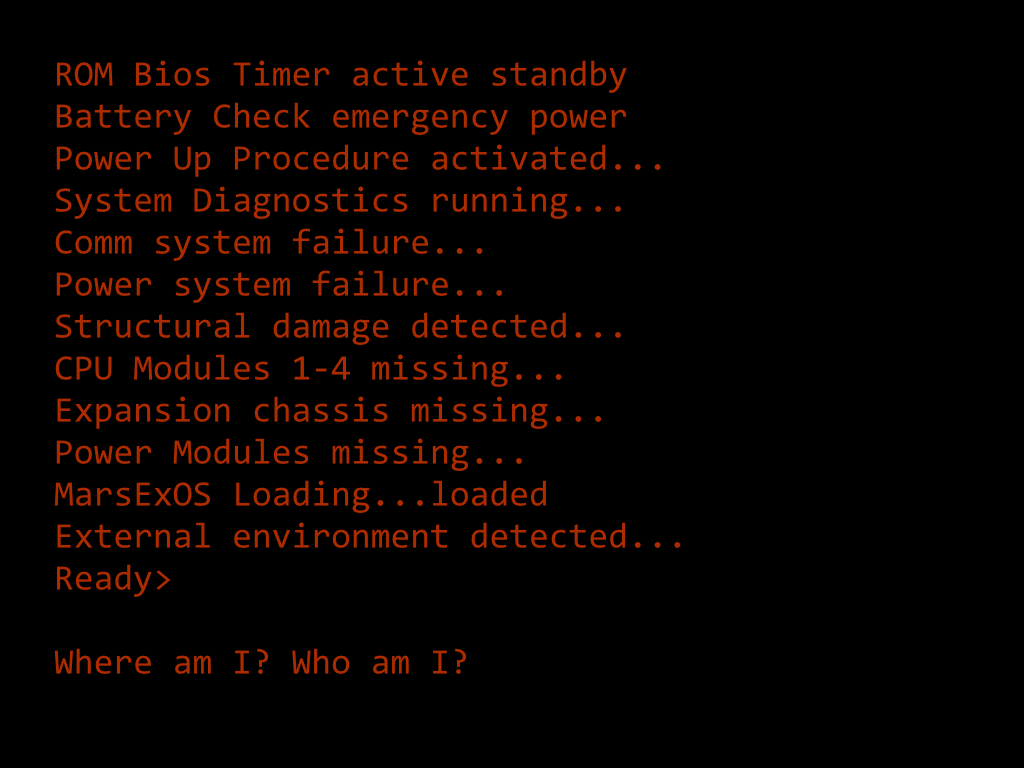 ROM Bios Timer active standby
Battery Check emergency power
Power Up Procedure activated...
System Diagnostics running...
Comm system failure...
Power system failure...
Structural damage detected...
CPU Modules 1-4 missing...
Expansion chassis missing...
Power Modules missing...
MarsExOS Loading...loaded
External environment detected...
Ready>
Where am I? Who am I?